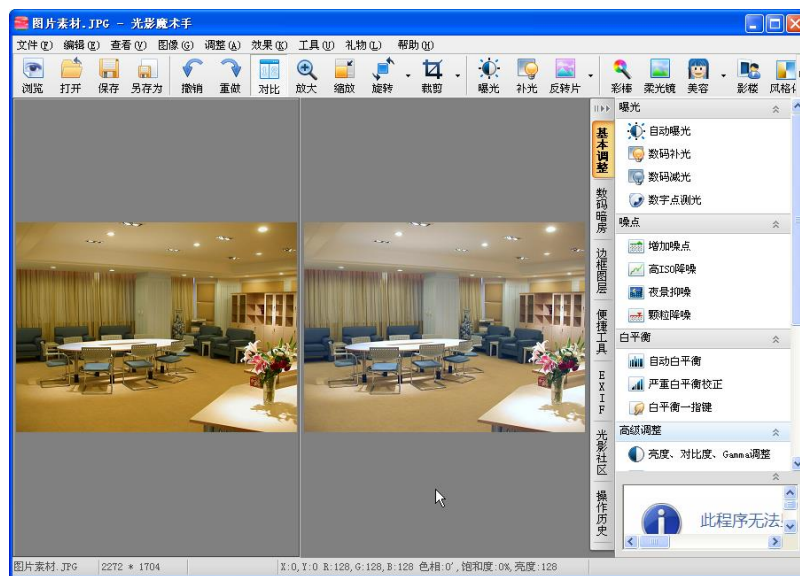 图片素材.JPG - 光影魔术手
文件(F) 编辑(E) 查看(V) 图像(G) 调整(A) 效果(K) 工具(U) 礼物(L) 帮助(H)
浏览 打开 保存 另存为 撤销 重做 对比 放大 缩放 旋转 裁剪 曝光 补光 反转片 彩棒 柔光镜 美容 影楼 风格
基本调整
数码暗房
边框图层
便捷工具
EXIF
光影社区
操作历史
曝光
自动曝光
数码补光
数码减光
数字点测光
噪点
增加噪点
高ISO降噪
夜景抑噪
颗粒降噪
白平衡
自动白平衡
严重白平衡校正
白平衡一指键
高级调整
亮度、对比度、Gamma调整
此程序无法
图片素材.JPG 2272 * 1704 X:0,Y:0 R:128,G:128,B:128 色相:0°,饱和度:0%,亮度:128